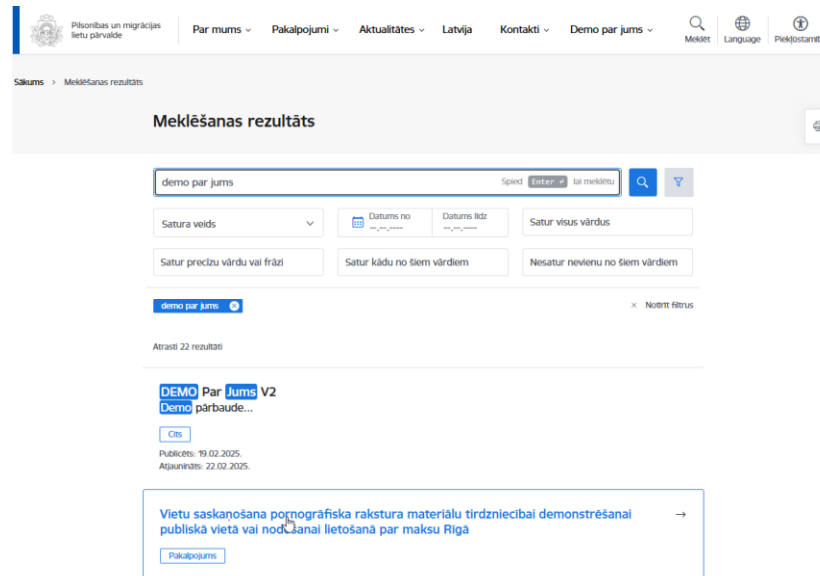 Pilsonības un migrācijas
lietu pārvalde
Par mums
Pakalpojumi
Aktualitātes
Latvija
Kontakti
Demo par jums
Meklēt
Language
Piekļūstamīb
Sākums > Meklēšanas rezultāts
Meklēšanas rezultāts
demo par jums
Spied Enter ↵ lai meklētu
Satura veids
Datums no
--.--.----
Datums līdz
--.--.----
Satur visus vārdus
Satur precīzu vārdu vai frāzi
Satur kādu no šiem vārdiem
Nesatur nevienu no šiem vārdiem
demo par jums
× Notīrīt filtrus
Atrasti 22 rezultāti
DEMO Par Jums V2
Demo pārbaude...
Cits
Publicēts: 19.02.2025.
Atjaunināts: 22.02.2025.
Vietu saskaņošana pornogrāfiska rakstura materiālu tirdzniecībai demonstrēšanai →
publiskā vietā vai nodošanai lietošanā par maksu Rīgā
Pakalpojums